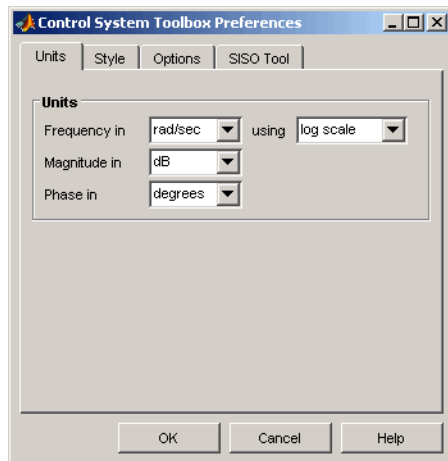 Control System Toolbox Preferences
Units Style Options SISO Tool
Units
Frequency in rad/sec using log scale
Magnitude in dB
Phase in degrees
OK Cancel Help